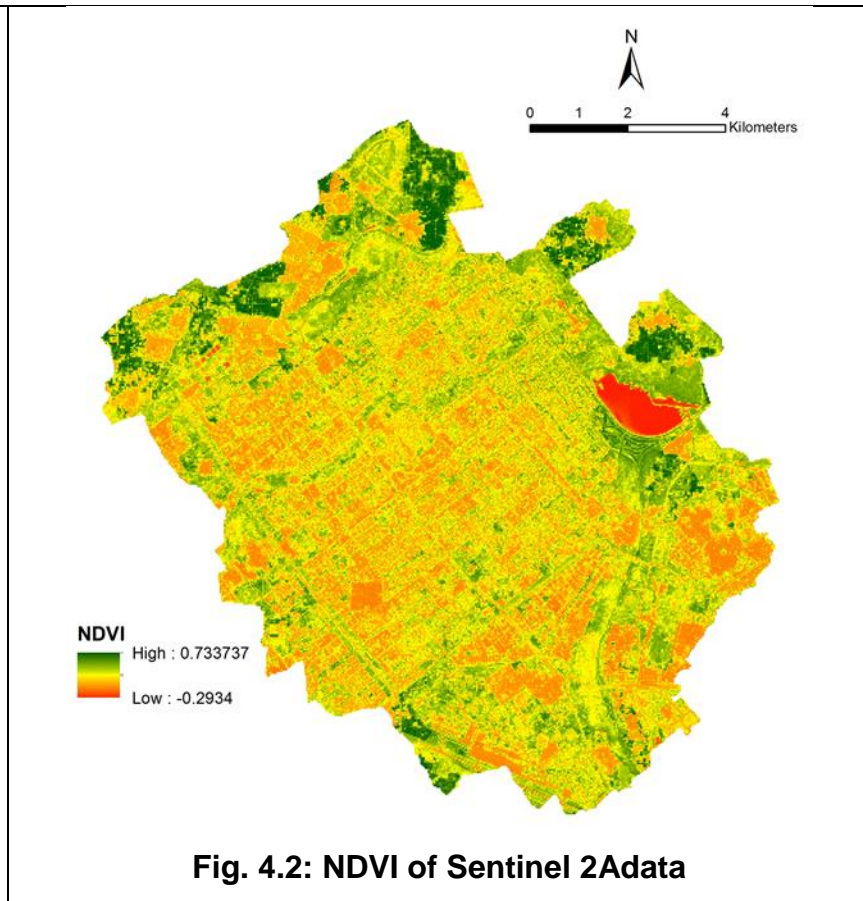 N
0 1 2 4
Kilometers
NDVI
High : 0.733737
Low : -0.2934
Fig. 4.2: NDVI of Sentinel 2Adata